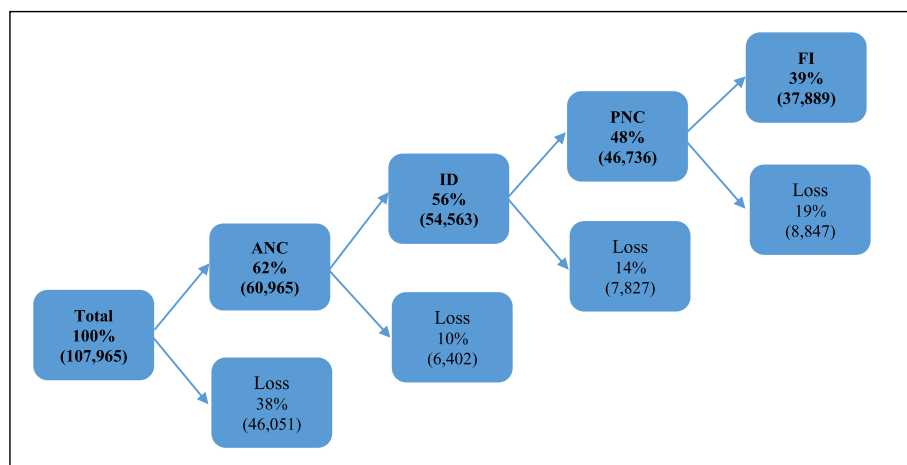 FI
39%
(37,889)
PNC
48%
(46,736)
ID
56%
(54,563)
Loss
19%
(8,847)
ANC
62%
(60,965)
Loss
14%
(7,827)
Total
100%
(107,965)
Loss
10%
(6,402)
Loss
38%
(46,051)